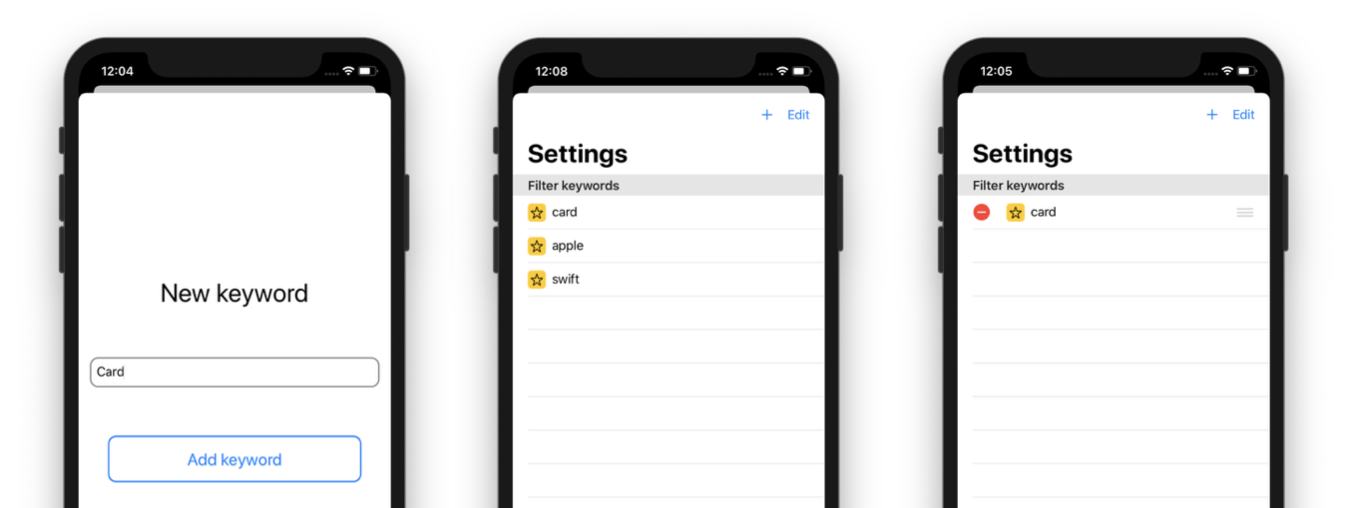 12:04
New keyword
Card
Add keyword
12:08
+ Edit
Settings
Filter keywords
card
apple
swift
12:05
+ Edit
Settings
Filter keywords
card